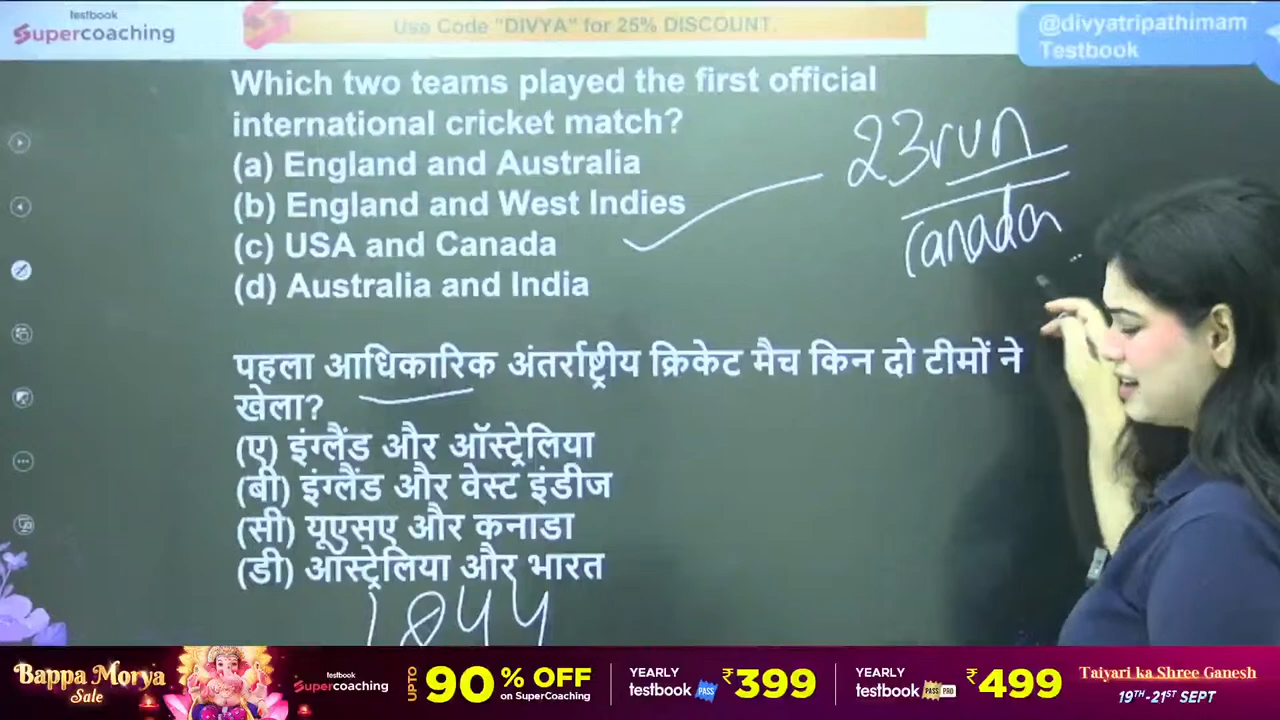 testbook
Supercoaching
Use Code "DIVYA" for 25% DISCOUNT.
@divyatripathimam
Testbook
Which two teams played the first official
international cricket match?
(a) England and Australia
(b) England and West Indies
(c) USA and Canada
(d) Australia and India
23run
Canada
पहला आधिकारिक अंतर्राष्ट्रीय क्रिकेट मैच किन दो टीमों ने
खेला?
(ए) इंग्लैंड और ऑस्ट्रेलिया
(बी) इंग्लैंड और वेस्ट इंडीज
(सी) यूएसए और कनाडा
(डी) ऑस्ट्रेलिया और भारत
1844
Bappa Morya
Sale
testbook
Supercoaching
UPTO 90% OFF
on SuperCoaching
YEARLY
testbook PASS
₹399
YEARLY
testbook PASS PRO
₹499
Taiyari ka Shree Ganesh
19TH-21ST SEPT